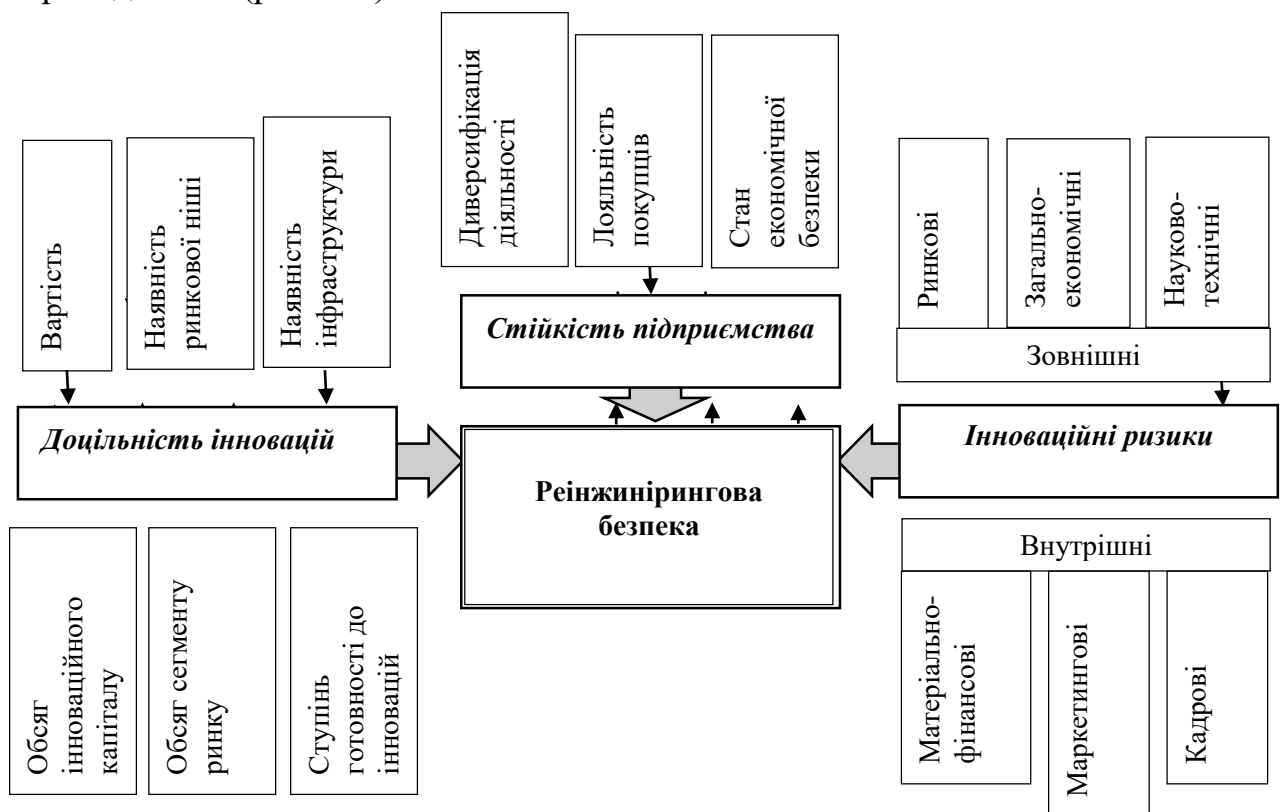 Диверсифікація
діяльності
Лояльність
покупців
Стан
економічної
безпеки
Вартість
Наявність
ринкової ніші
Наявність
інфраструктури
Ринкові
Загально-
економічні
Науково-
технічні
Зовнішні
Стійкість підприємства
Доцільність інновацій
Інноваційні ризики
Реінжинірингова
безпека
Обсяг
інноваційного
капіталу
Обсяг сегменту
ринку
Ступінь
готовності до
інновацій
Внутрішні
Матеріально-
фінансові
Маркетингові
Кадрові